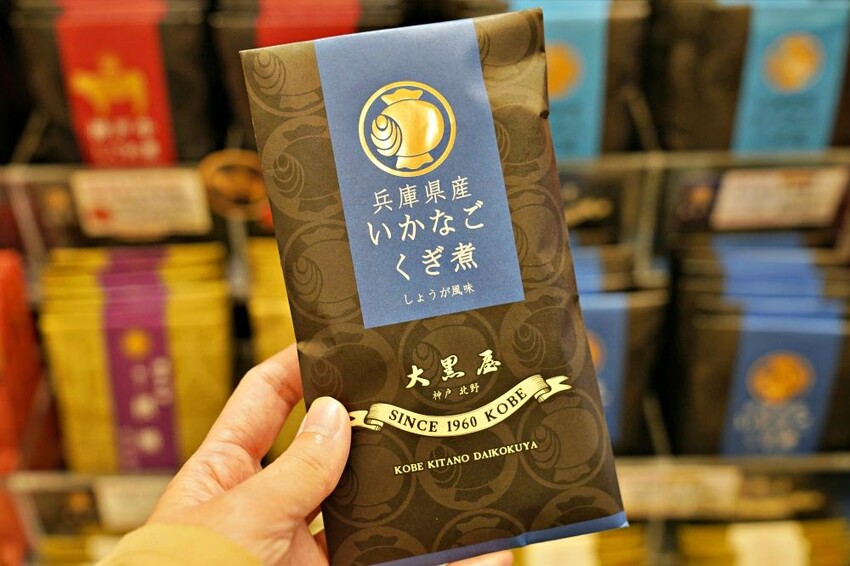 兵庫県産
いかなご
くぎ煮
しょうが風味
大黒屋
神戸 北野
SINCE 1960 KOBE
KOBE KITANO DAIKOKUYA